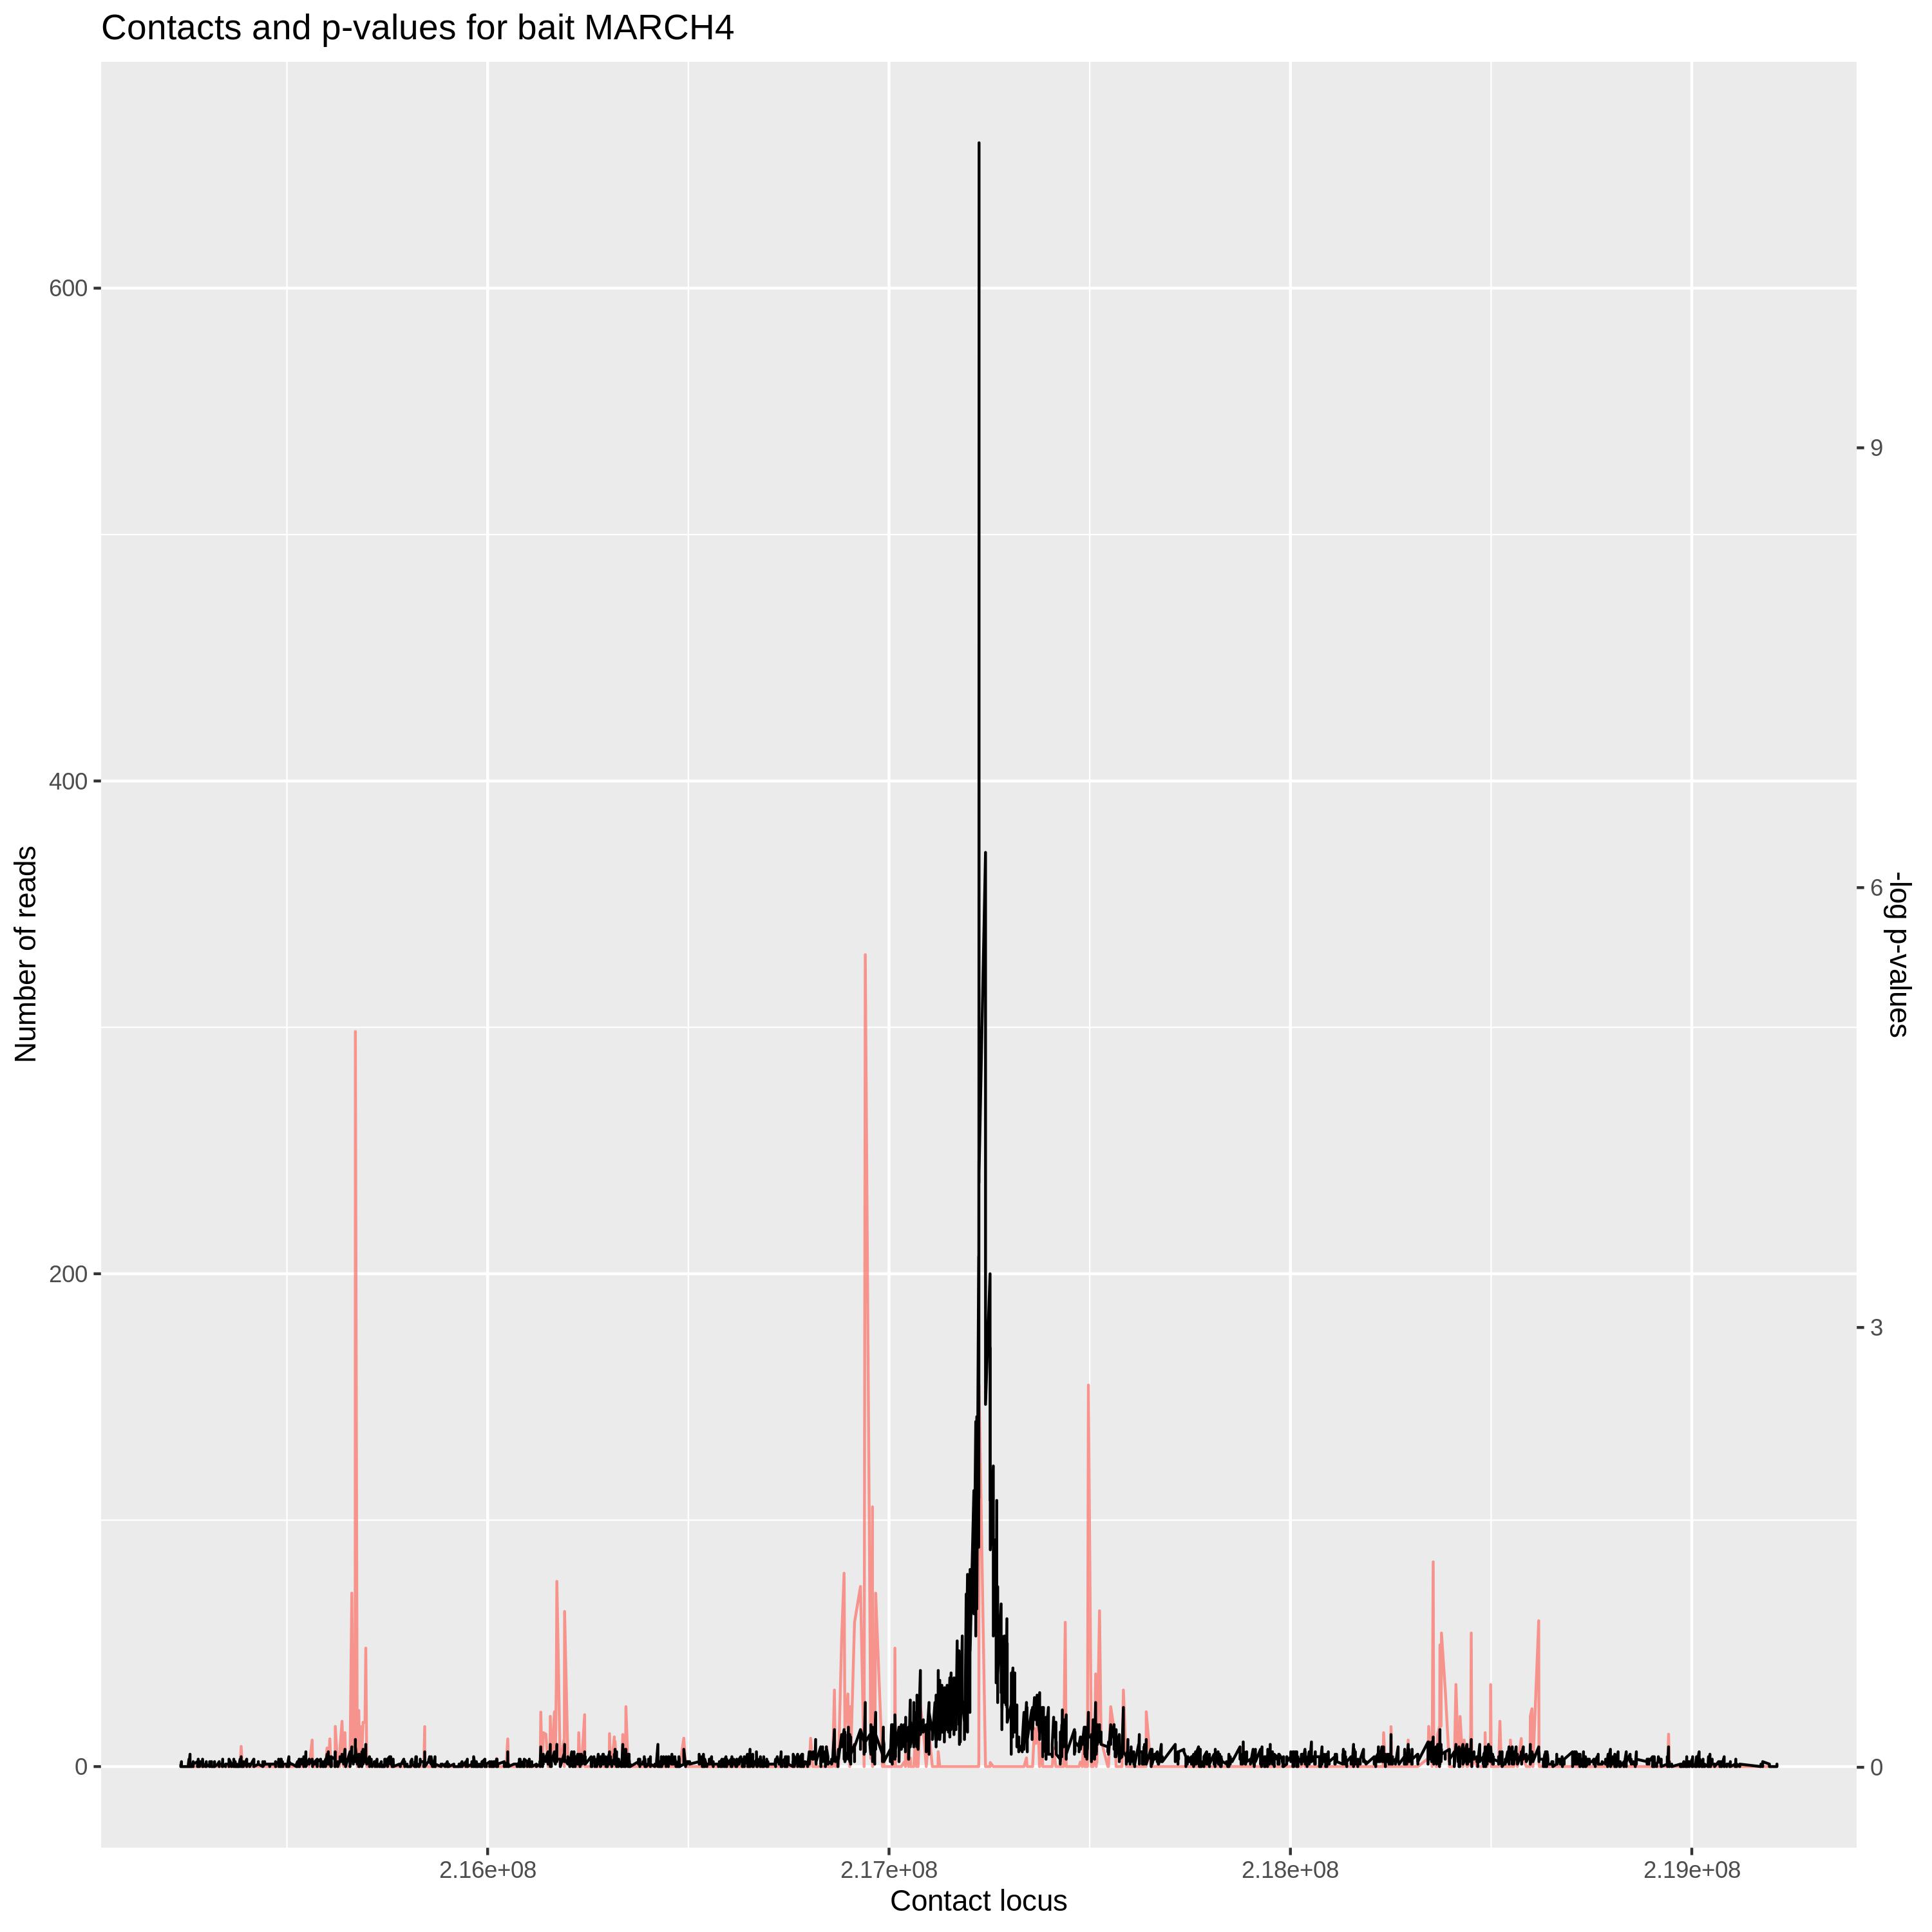 Contacts and p-values for bait MARCH4
600
400
200
0
Number of reads
9
6
3
0
-log p-values
2.16e+08
2.17e+08
2.18e+08
2.19e+08
Contact locus